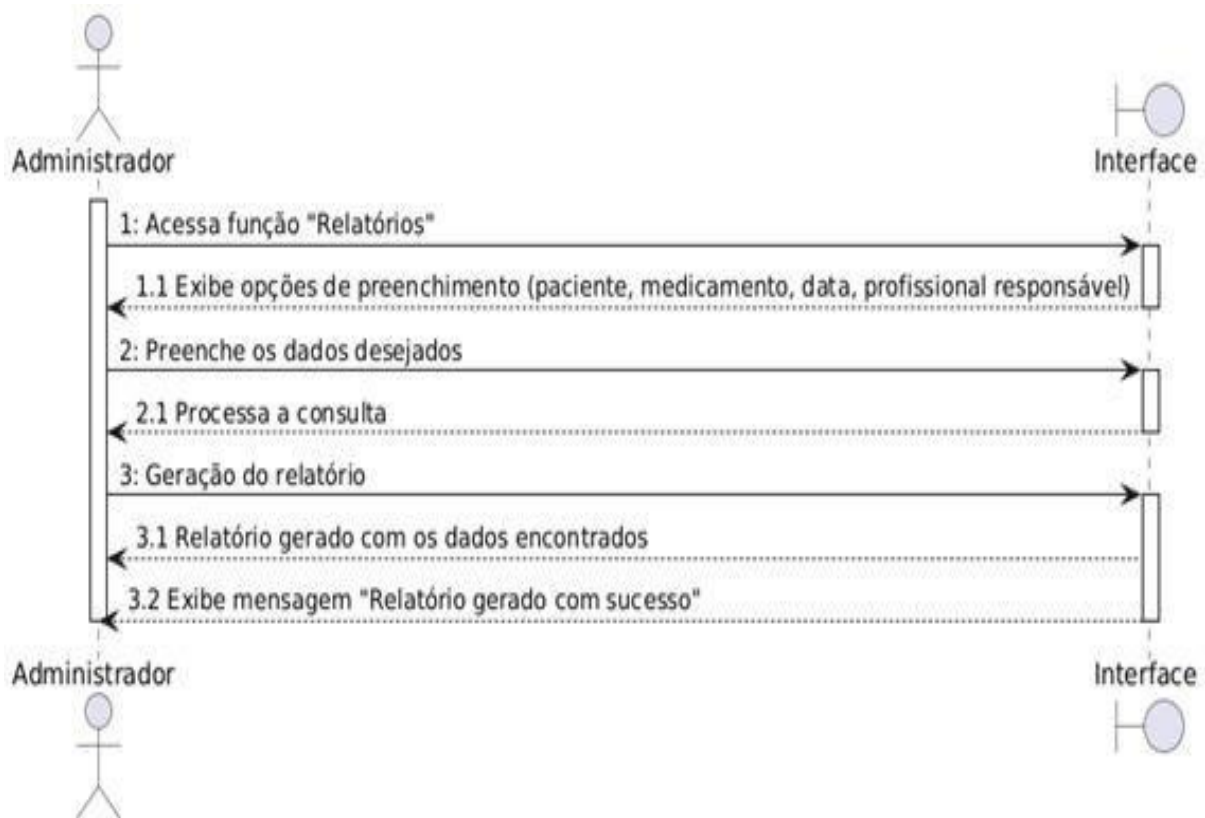 Administrador
Interface
1: Acessa função "Relatórios"
1.1 Exibe opções de preenchimento (paciente, medicamento, data, profissional responsável)
2: Preenche os dados desejados
2.1 Processa a consulta
3: Geração do relatório
3.1 Relatório gerado com os dados encontrados
3.2 Exibe mensagem "Relatório gerado com sucesso"
Administrador
Interface